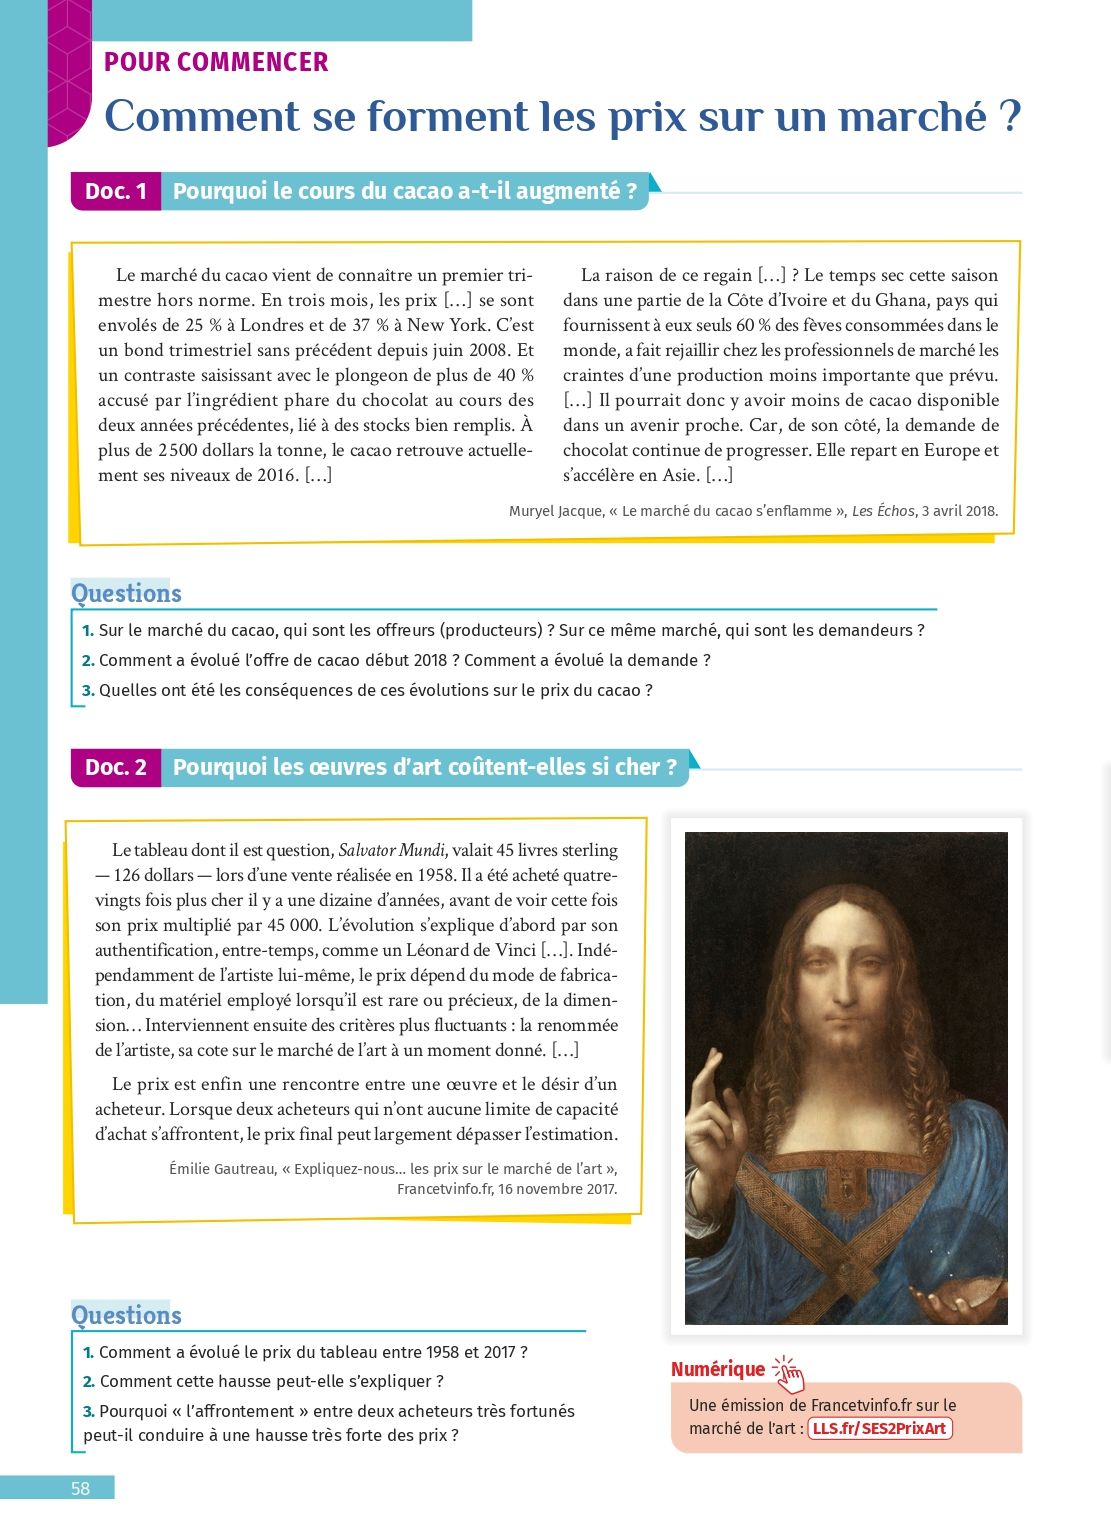 POUR COMMENCER
Comment se forment les prix sur un marché ?
Doc. 1 Pourquoi le cours du cacao a-t-il augmenté ?
Le marché du cacao vient de connaître un premier tri-
mestre hors norme. En trois mois, les prix […] se sont
envolés de 25 % à Londres et de 37 % à New York. C’est
un bond trimestriel sans précédent depuis juin 2008. Et
un contraste saisissant avec le plongeon de plus de 40 %
accusé par l’ingrédient phare du chocolat au cours des
deux années précédentes, lié à des stocks bien remplis. À
plus de 2 500 dollars la tonne, le cacao retrouve actuelle-
ment ses niveaux de 2016. […]
La raison de ce regain […] ? Le temps sec cette saison
dans une partie de la Côte d’Ivoire et du Ghana, pays qui
fournissent à eux seuls 60 % des fèves consommées dans le
monde, a fait rejaillir chez les professionnels de marché les
craintes d’une production moins importante que prévu.
[…] Il pourrait donc y avoir moins de cacao disponible
dans un avenir proche. Car, de son côté, la demande de
chocolat continue de progresser. Elle repart en Europe et
s’accélère en Asie. […]
Muryel Jacque, « Le marché du cacao s’enflamme », Les Échos, 3 avril 2018.
Questions
1. Sur le marché du cacao, qui sont les offreurs (producteurs) ? Sur ce même marché, qui sont les demandeurs ?
2. Comment a évolué l’offre de cacao début 2018 ? Comment a évolué la demande ?
3. Quelles ont été les conséquences de ces évolutions sur le prix du cacao ?
Doc. 2 Pourquoi les œuvres d’art coûtent-elles si cher ?
Le tableau dont il est question, Salvator Mundi, valait 45 livres sterling
— 126 dollars — lors d’une vente réalisée en 1958. Il a été acheté quatre-
vingts fois plus cher il y a une dizaine d’années, avant de voir cette fois
son prix multiplié par 45 000. L’évolution s’explique d’abord par son
authentification, entre-temps, comme un Léonard de Vinci […]. Indé-
pendamment de l’artiste lui-même, le prix dépend du mode de fabrica-
tion, du matériel employé lorsqu’il est rare ou précieux, de la dimen-
sion… Interviennent ensuite des critères plus fluctuants : la renommée
de l’artiste, sa cote sur le marché de l’art à un moment donné. […]
Le prix est enfin une rencontre entre une œuvre et le désir d’un
acheteur. Lorsque deux acheteurs qui n’ont aucune limite de capacité
d’achat s’affrontent, le prix final peut largement dépasser l’estimation.
Émilie Gautreau, « Expliquez-nous… les prix sur le marché de l’art »,
Francetvinfo.fr, 16 novembre 2017.
Questions
1. Comment a évolué le prix du tableau entre 1958 et 2017 ?
2. Comment cette hausse peut-elle s’expliquer ?
3. Pourquoi « l’affrontement » entre deux acheteurs très fortunés
peut-il conduire à une hausse très forte des prix ?
Numérique
Une émission de Francetvinfo.fr sur le
marché de l’art : LLS.fr/SES2PrixArt
58